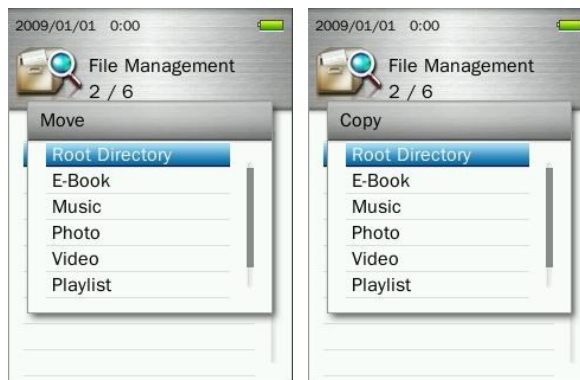 2009/01/01 0:00
File Management
2 / 6
Move
Root Directory
E-Book
Music
Photo
Video
Playlist
2009/01/01 0:00
File Management
2 / 6
Copy
Root Directory
E-Book
Music
Photo
Video
Playlist